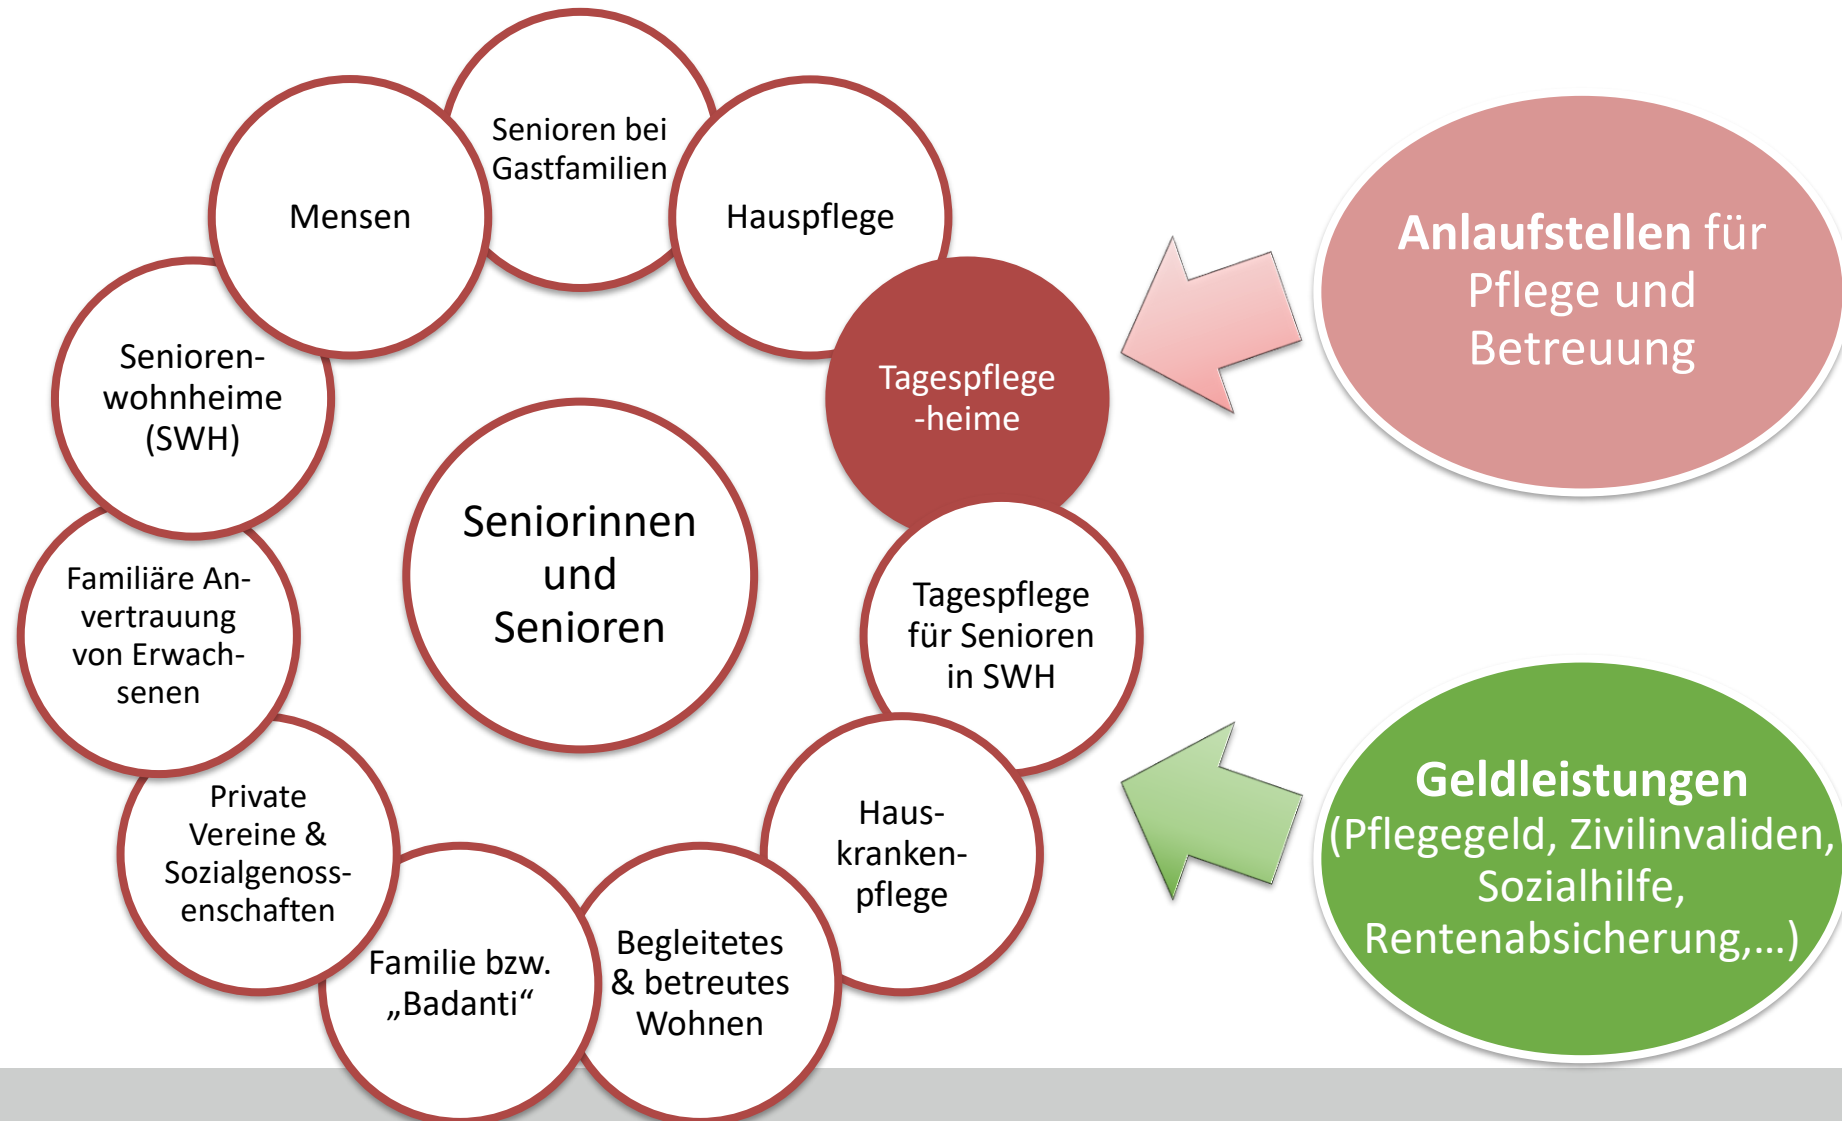 Senioren bei
Gastfamilien
Hauspflege
Tagespflege
-heime
Tagespflege
für Senioren
in SWH
Haus-
kranken-
pflege
Begleitetes
& betreutes
Wohnen
Familie bzw.
„Badanti“
Private
Vereine &
Sozialgenoss-
enschaften
Familiäre An-
vertrauung
von Erwach-
senen
Senioren-
wohnheime
(SWH)
Mensen
Seniorinnen
und
Senioren
Anlaufstellen für
Pflege und
Betreuung
Geldleistungen
(Pflegegeld, Zivilinvaliden,
Sozialhilfe,
Rentenabsicherung,...)